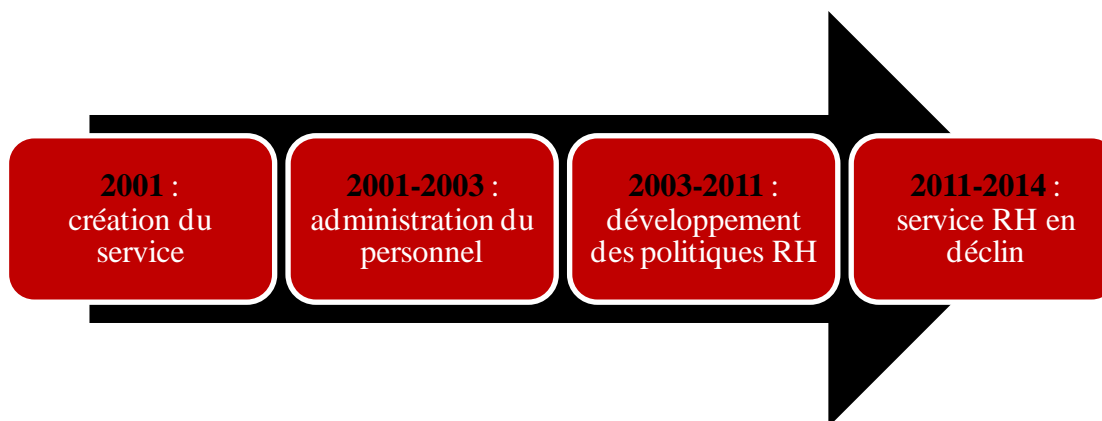 2001 :
création du
service
2001-2003 :
administration du
personnel
2003-2011 :
développement
des politiques RH
2011-2014 :
service RH en
déclin